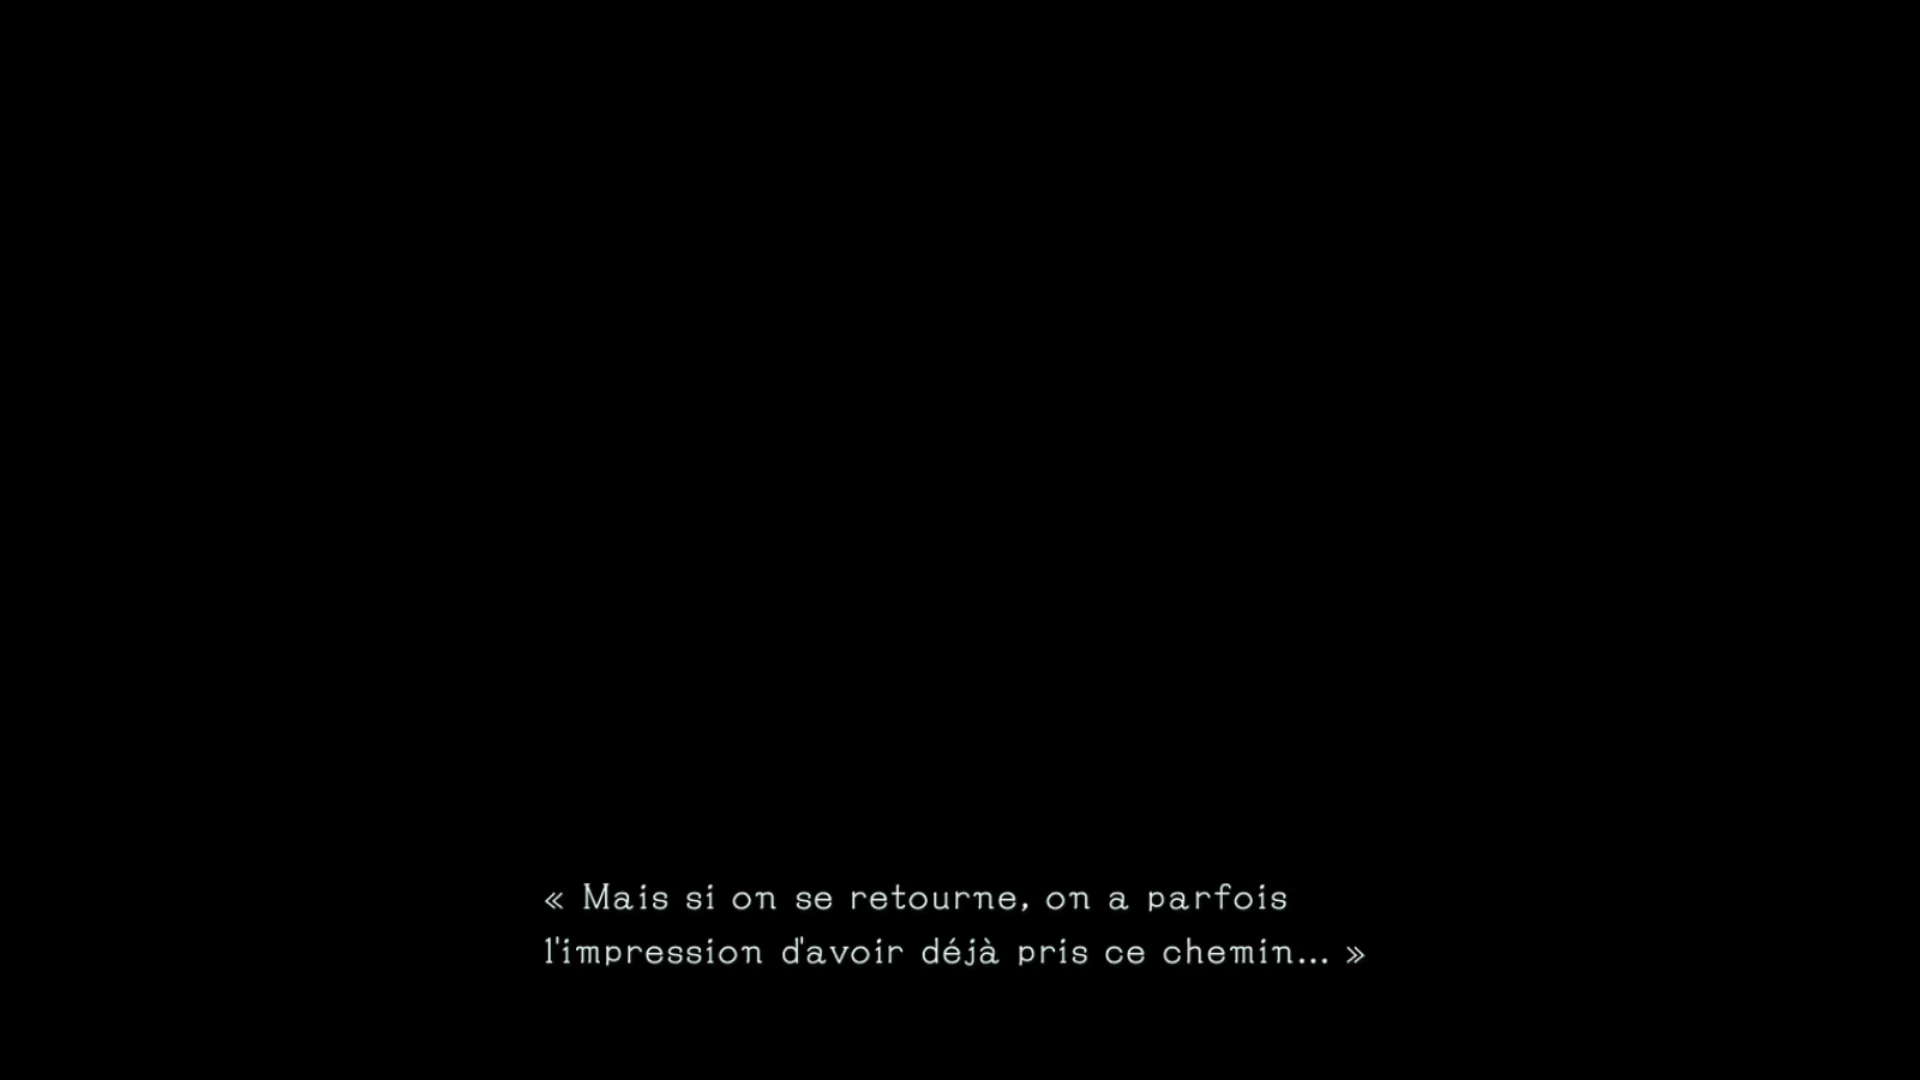 « Mais si on se retourne, on a parfois
l'impression d'avoir déjà pris ce chemin... »